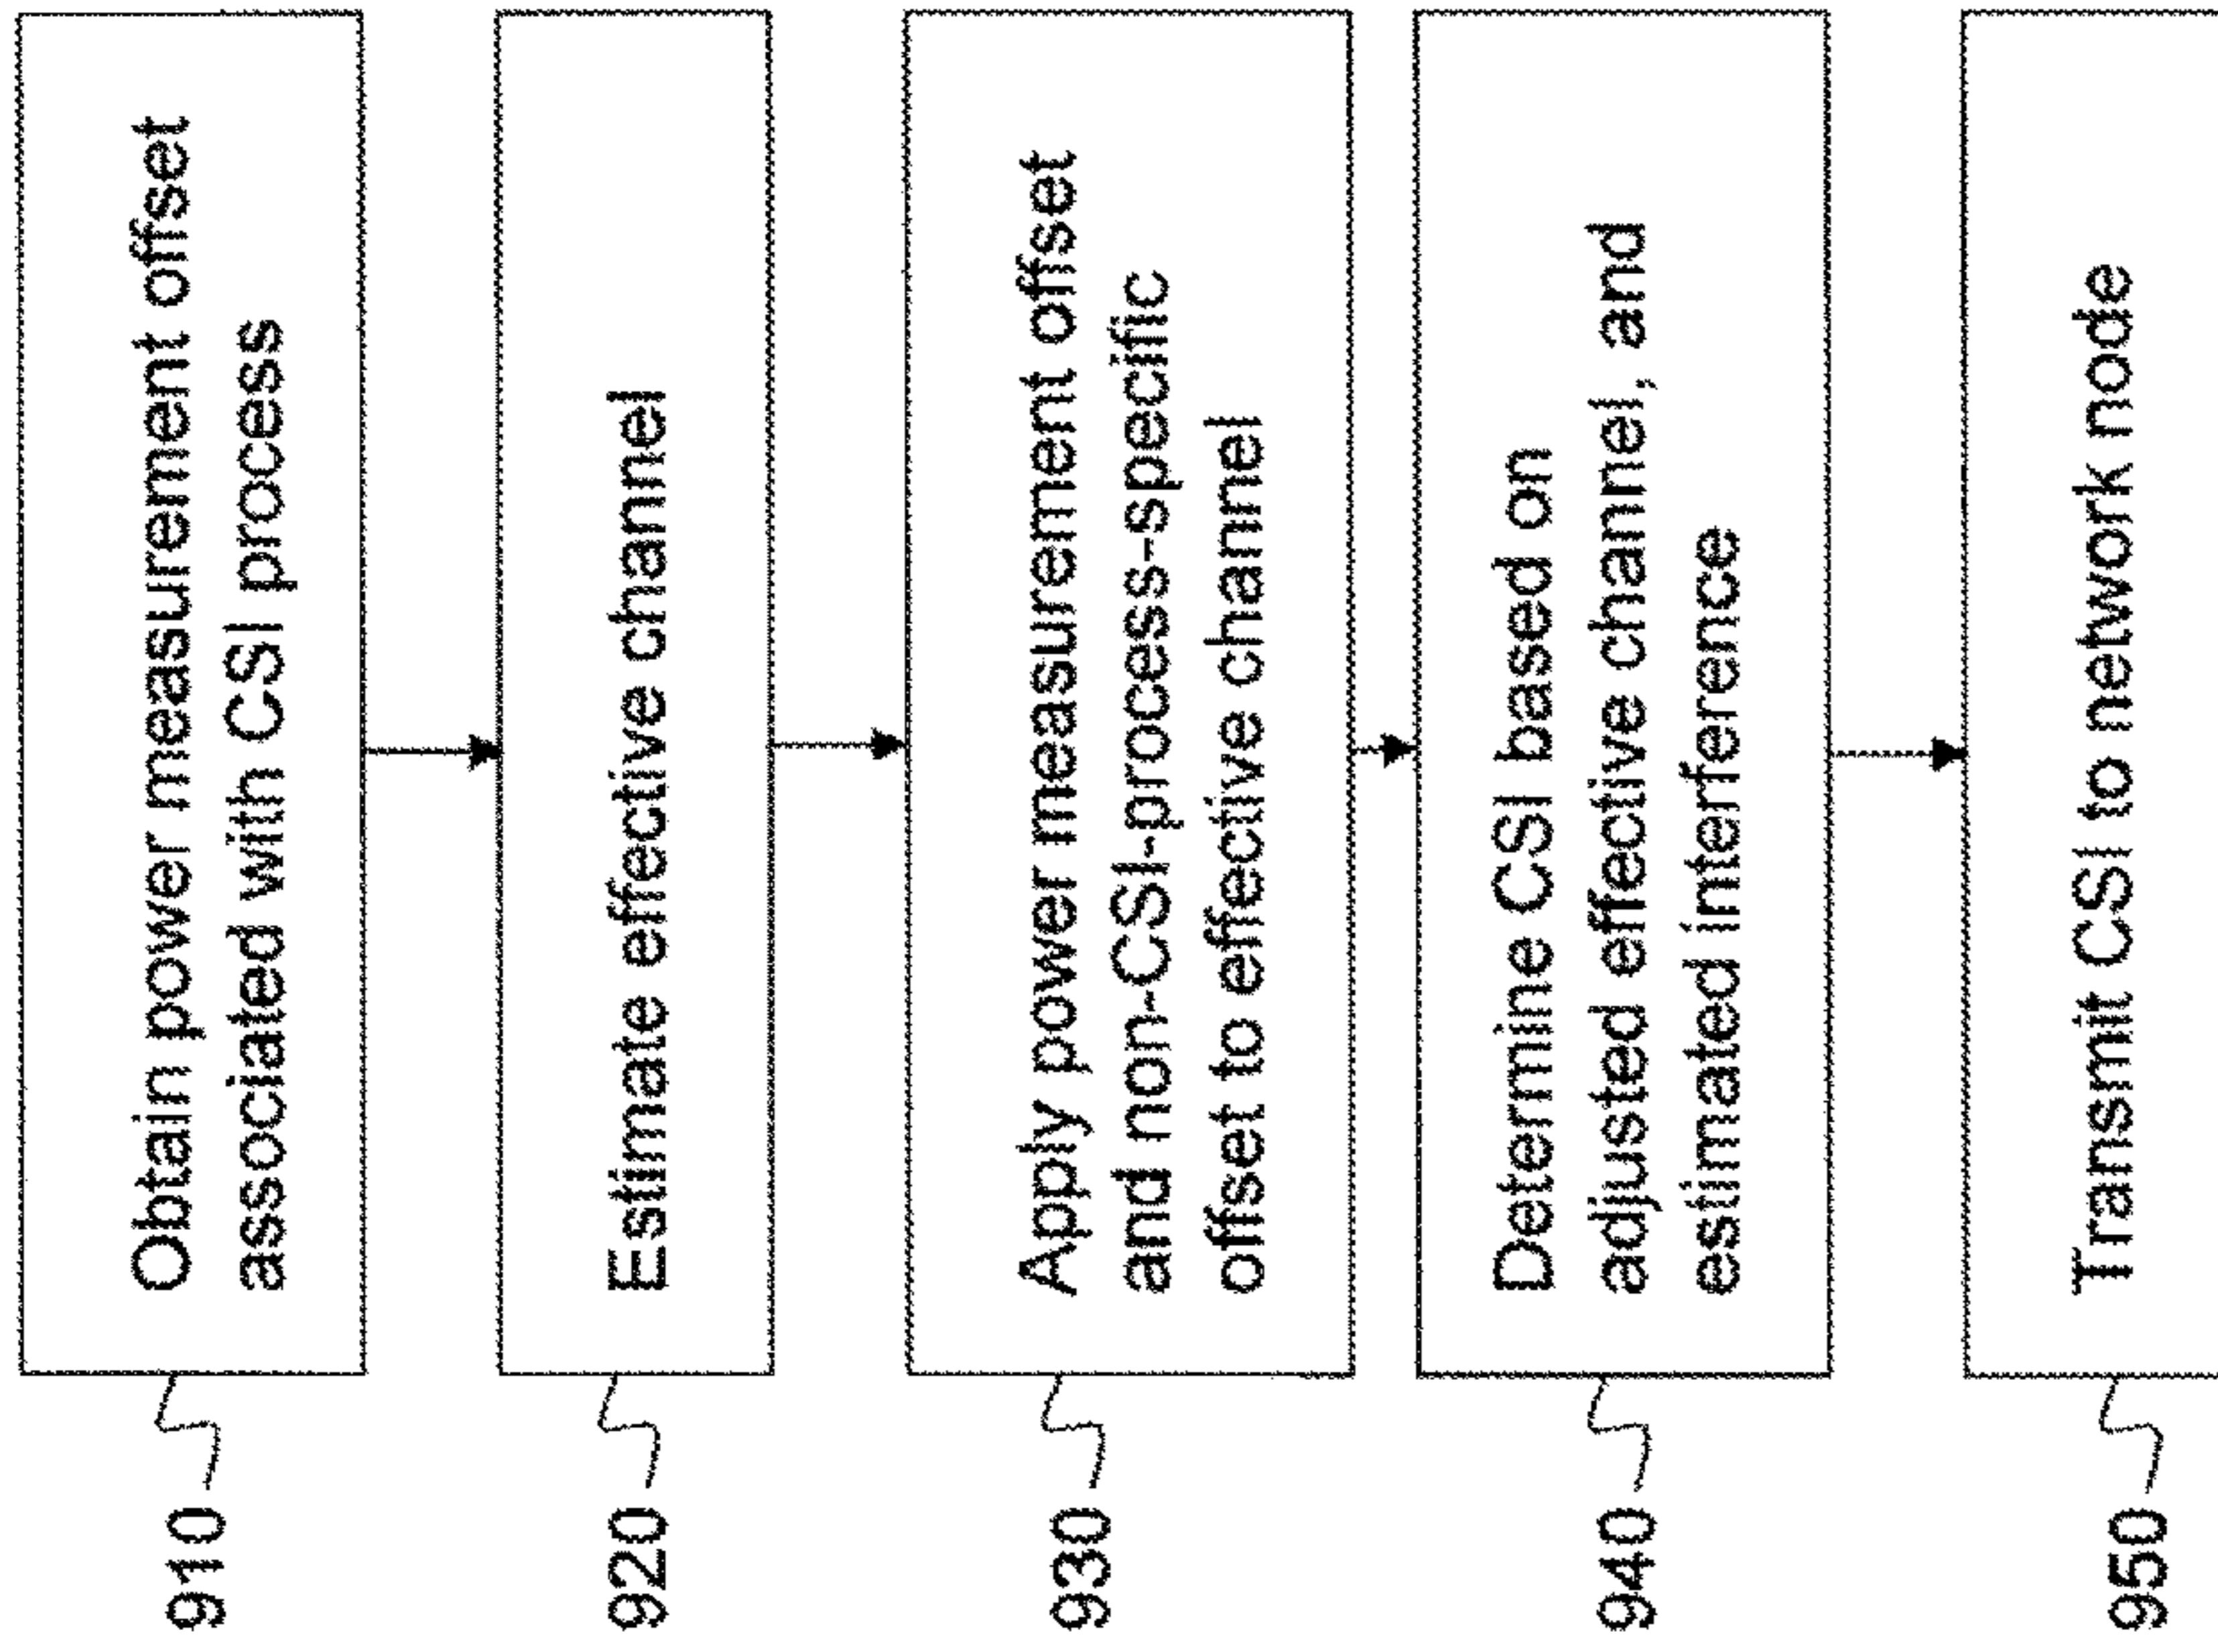 910
Obtain power measurement offset
associated with CSI process
920
Estimate effective channel
930
Apply power measurement offset
and non-CSI-process-specific
offset to effective channel
940
Determine CSI based on
adjusted effective channel, and
estimated interference
950
Transmit CSI to network node